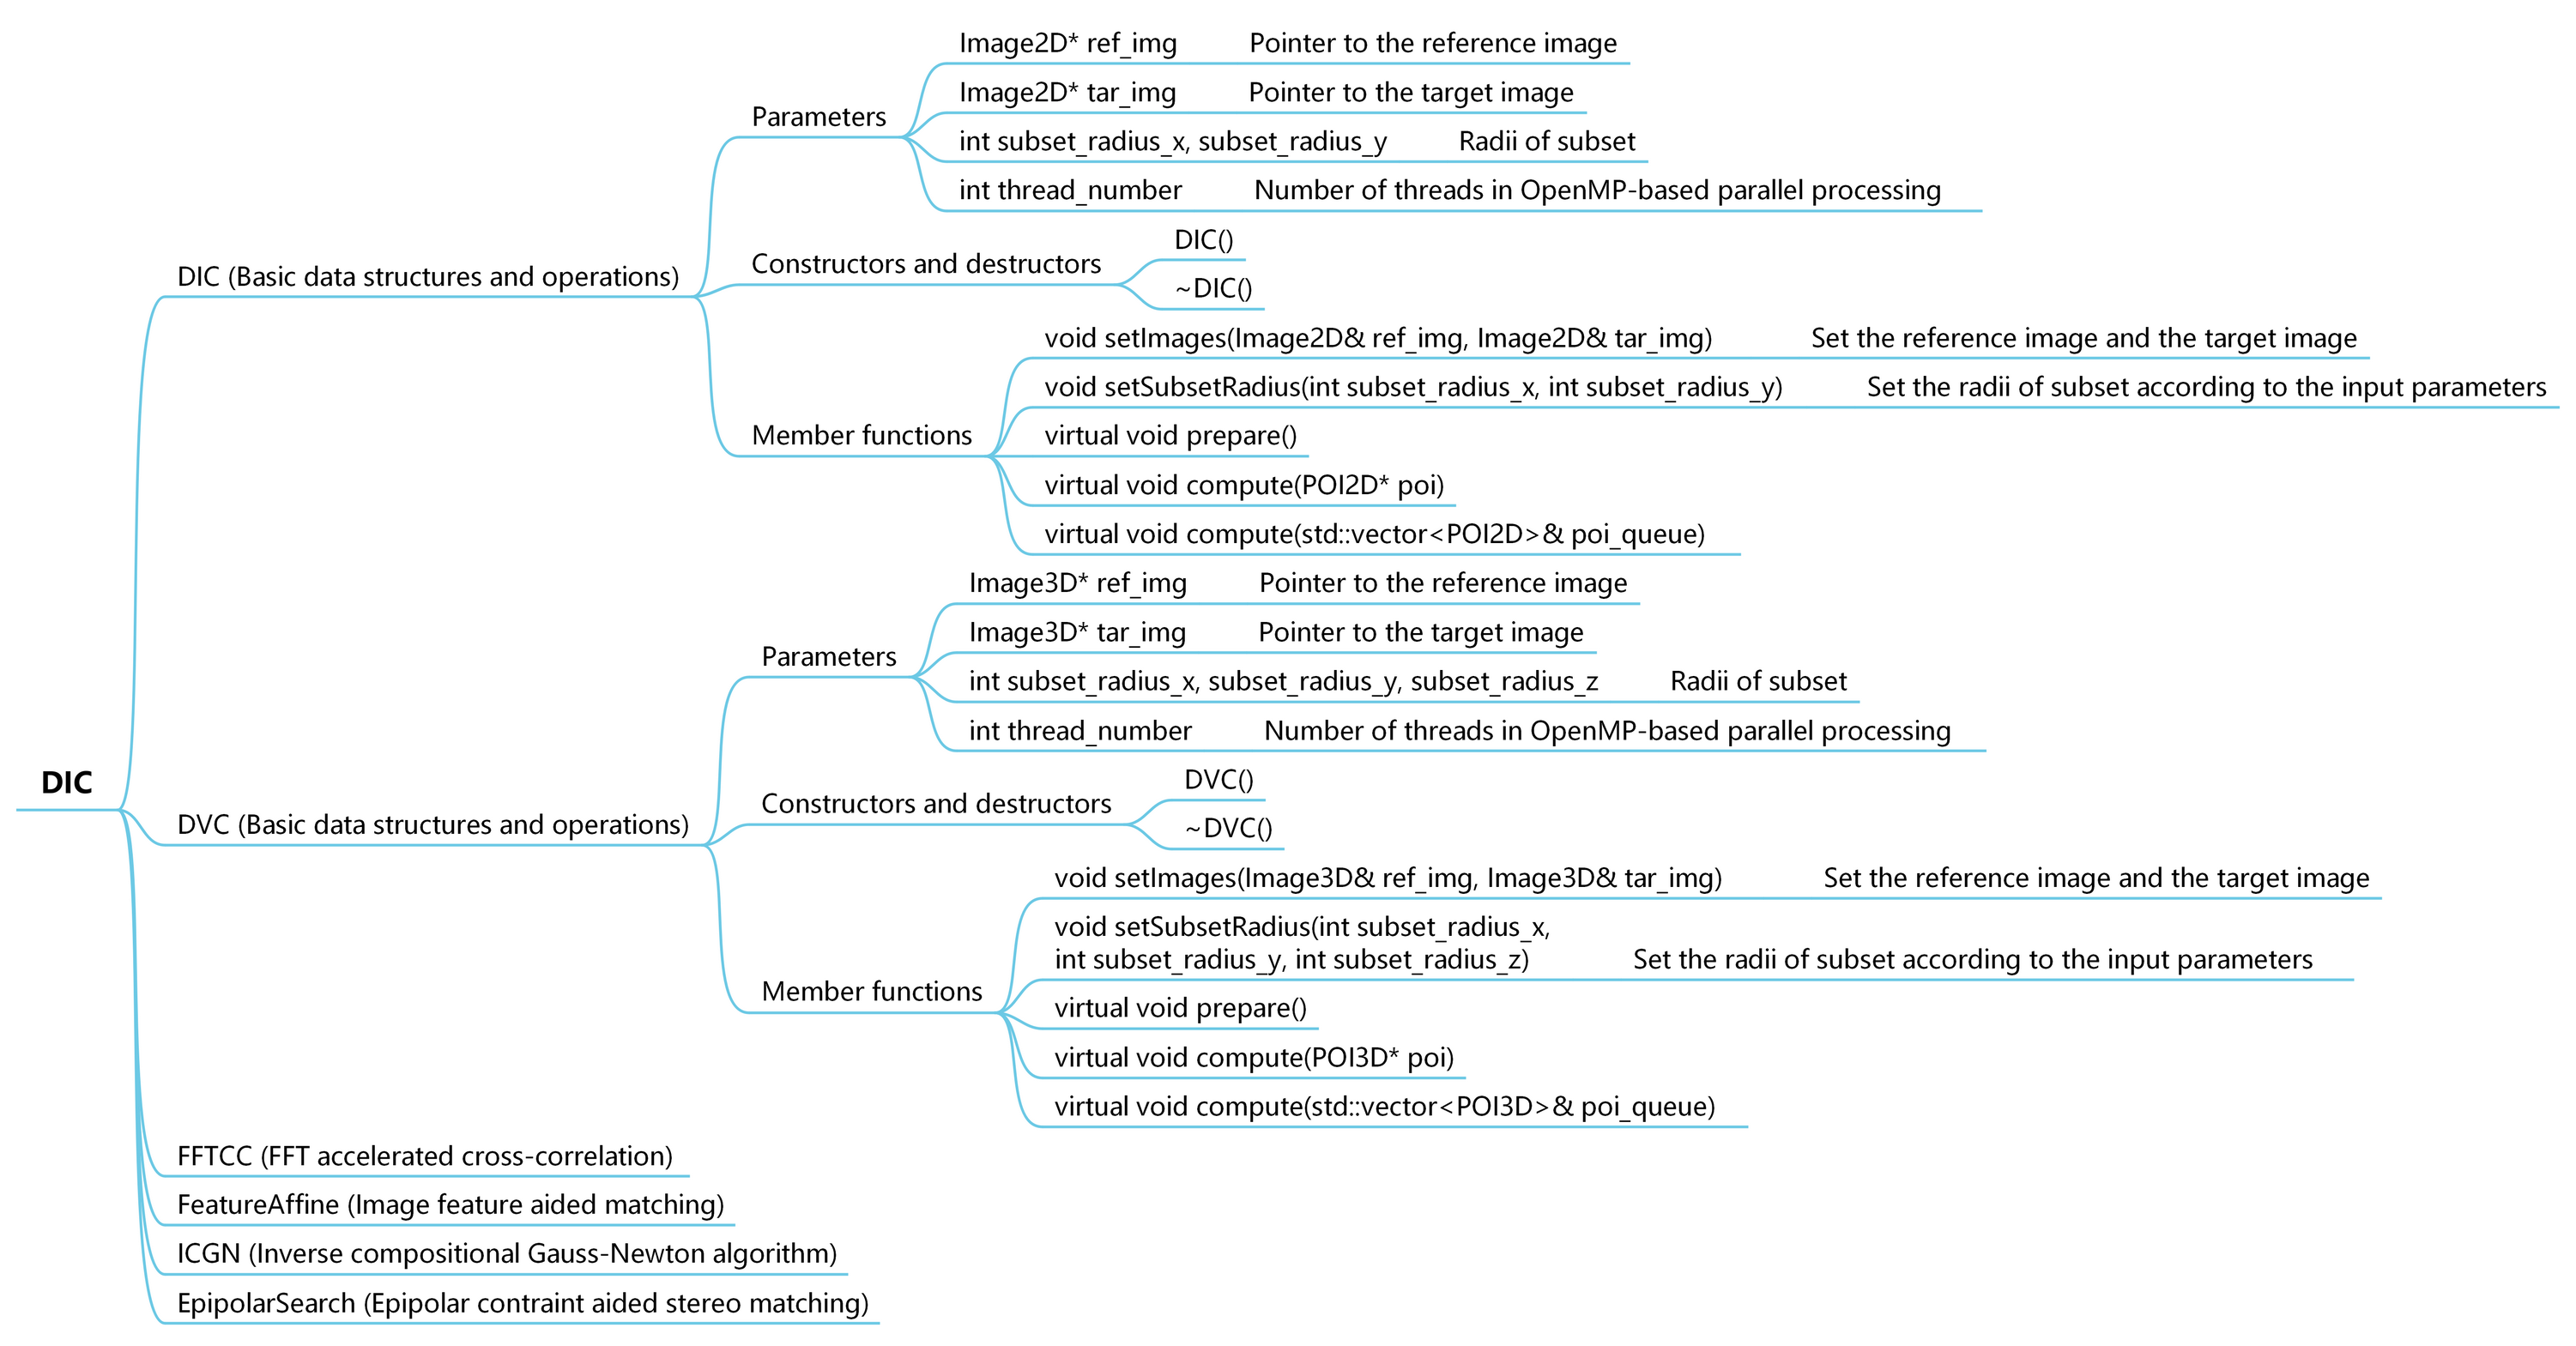 Image2D* ref_img Pointer to the reference image
Image2D* tar_img Pointer to the target image
Parameters
int subset_radius_x, subset_radius_y Radii of subset
int thread_number Number of threads in OpenMP-based parallel processing
DIC()
Constructors and destructors
DIC (Basic data structures and operations)
~DIC()
void setImages(Image2D& ref_img, Image2D& tar_img) Set the reference image and the target image
void setSubsetRadius(int subset_radius_x, int subset_radius_y) Set the radii of subset according to the input parameters
Member functions
virtual void prepare()
virtual void compute(POI2D* poi)
virtual void compute(std::vector<POI2D>& poi_queue)
Image3D* ref_img Pointer to the reference image
Image3D* tar_img Pointer to the target image
Parameters
int subset_radius_x, subset_radius_y, subset_radius_z Radii of subset
int thread_number Number of threads in OpenMP-based parallel processing
DIC
DVC()
Constructors and destructors
DVC (Basic data structures and operations)
~DVC()
void setImages(Image3D& ref_img, Image3D& tar_img) Set the reference image and the target image
void setSubsetRadius(int subset_radius_x,
int subset_radius_y, int subset_radius_z) Set the radii of subset according to the input parameters
Member functions
virtual void prepare()
virtual void compute(POI3D* poi)
virtual void compute(std::vector<POI3D>& poi_queue)
FFTCC (FFT accelerated cross-correlation)
FeatureAffine (Image feature aided matching)
ICGN (Inverse compositional Gauss-Newton algorithm)
EpipolarSearch (Epipolar contraint aided stereo matching)